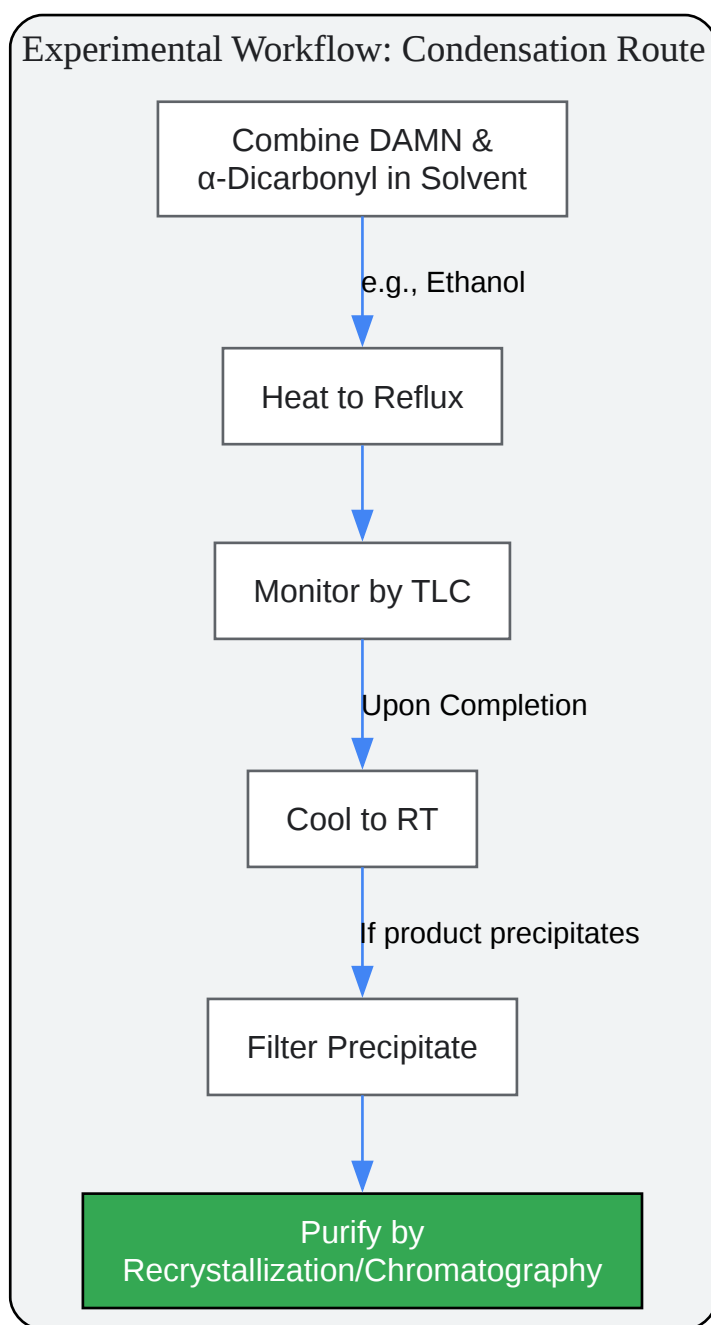 Experimental Workflow: Condensation Route
Combine DAMN &
α-Dicarbonyl in Solvent
e.g., Ethanol
Heat to Reflux
Monitor by TLC
Upon Completion
Cool to RT
If product precipitates
Filter Precipitate
Purify by
Recrystallization/Chromatography